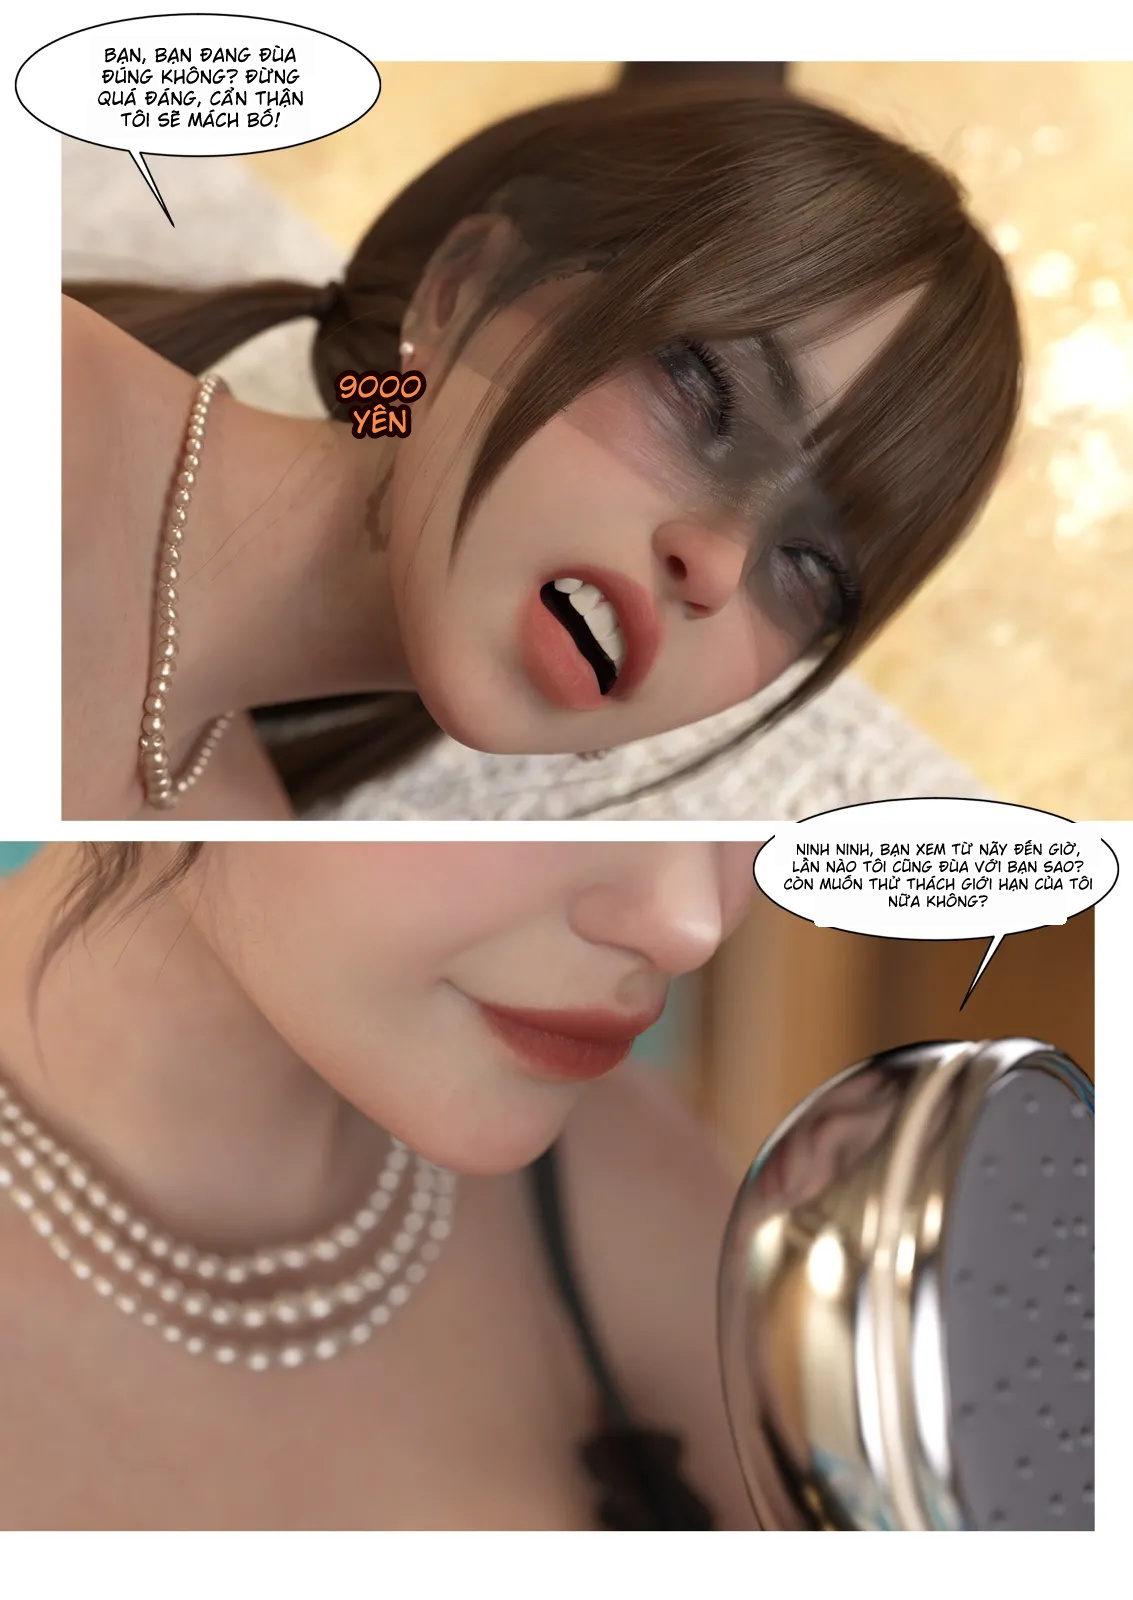 BẠN, BẠN ĐANG ĐÙA
ĐÚNG KHÔNG? ĐỪNG
QUÁ ĐÁNG, CẨN THẬN
TÔI SẼ MÁCH BỐ!
9000
YÊN
NINH NINH, BẠN XEM TỪ NÃY ĐẾN GIỜ,
LẦN NÀO TÔI CŨNG ĐÙA VỚI BẠN SAO?
CÒN MUỐN THỬ THÁCH GIỚI HẠN CỦA TÔI
NỮA KHÔNG?